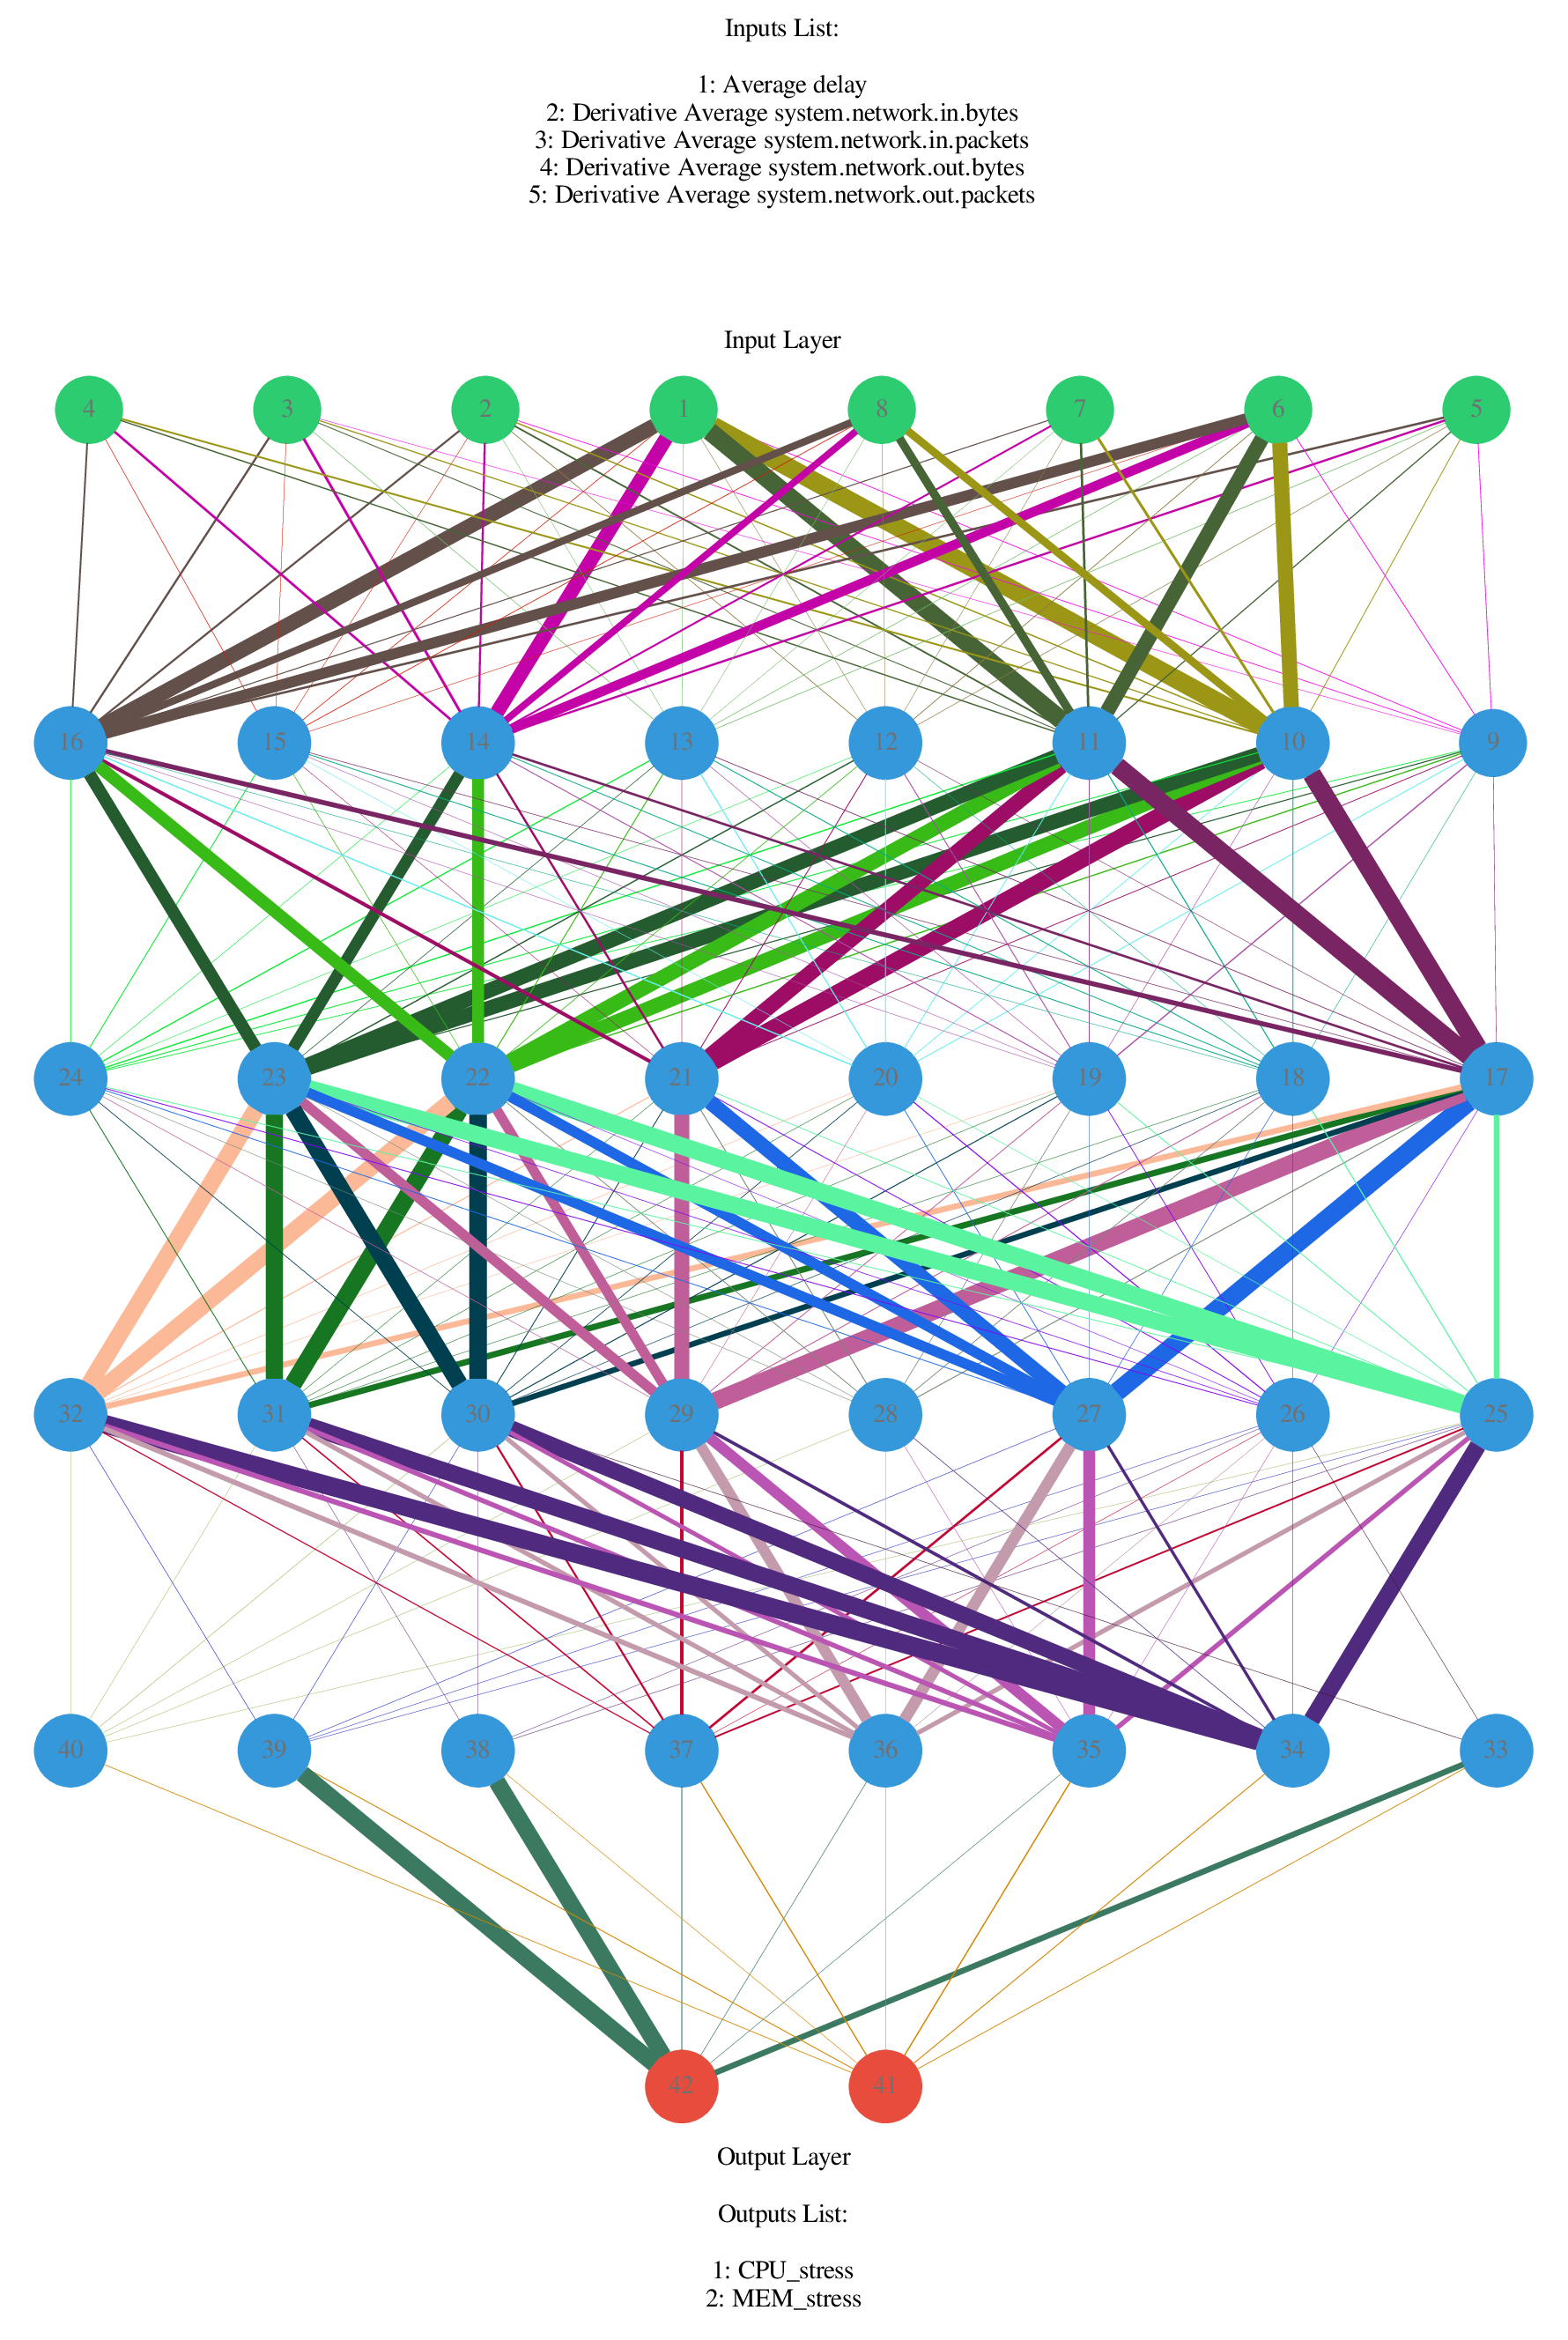 Inputs List:
1: Average delay
2: Derivative Average system.network.in.bytes
3: Derivative Average system.network.in.packets
4: Derivative Average system.network.out.bytes
5: Derivative Average system.network.out.packets
Input Layer
4 3 2 1 8 7 6 5
16 15 14 13 12 11 10 9
24 23 22 21 20 19 18 17
32 31 30 29 28 27 26 25
40 39 38 37 36 35 34 33
42 41
Output Layer
Outputs List:
1: CPU_stress
2: MEM_stress